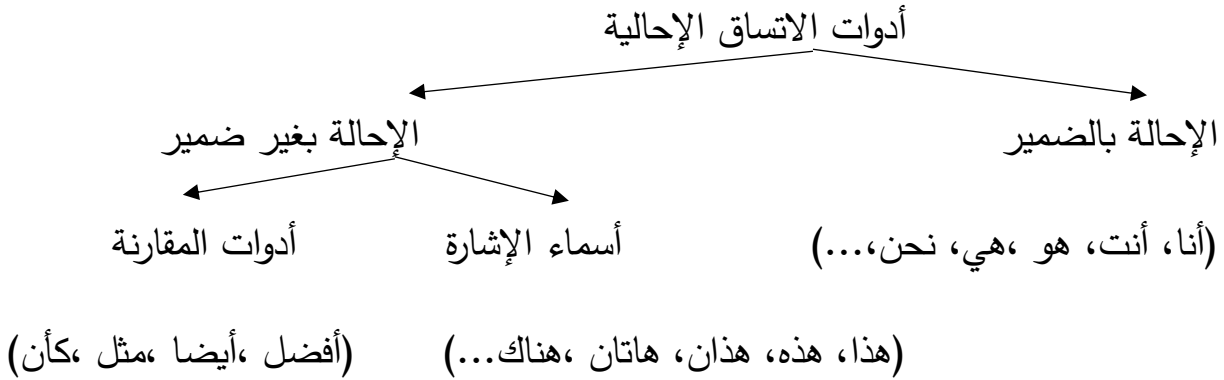 أدوات الاتساق الإحالية
الإحالة بالضمير الإحالة بغير ضمير
(أنا، أنت، هو ،هي، نحن،...) أسماء الإشارة أدوات المقارنة
(هذا، هذه، هذان، هاتان ،هناك...) (أفضل ،أيضا ،مثل ،كأن)